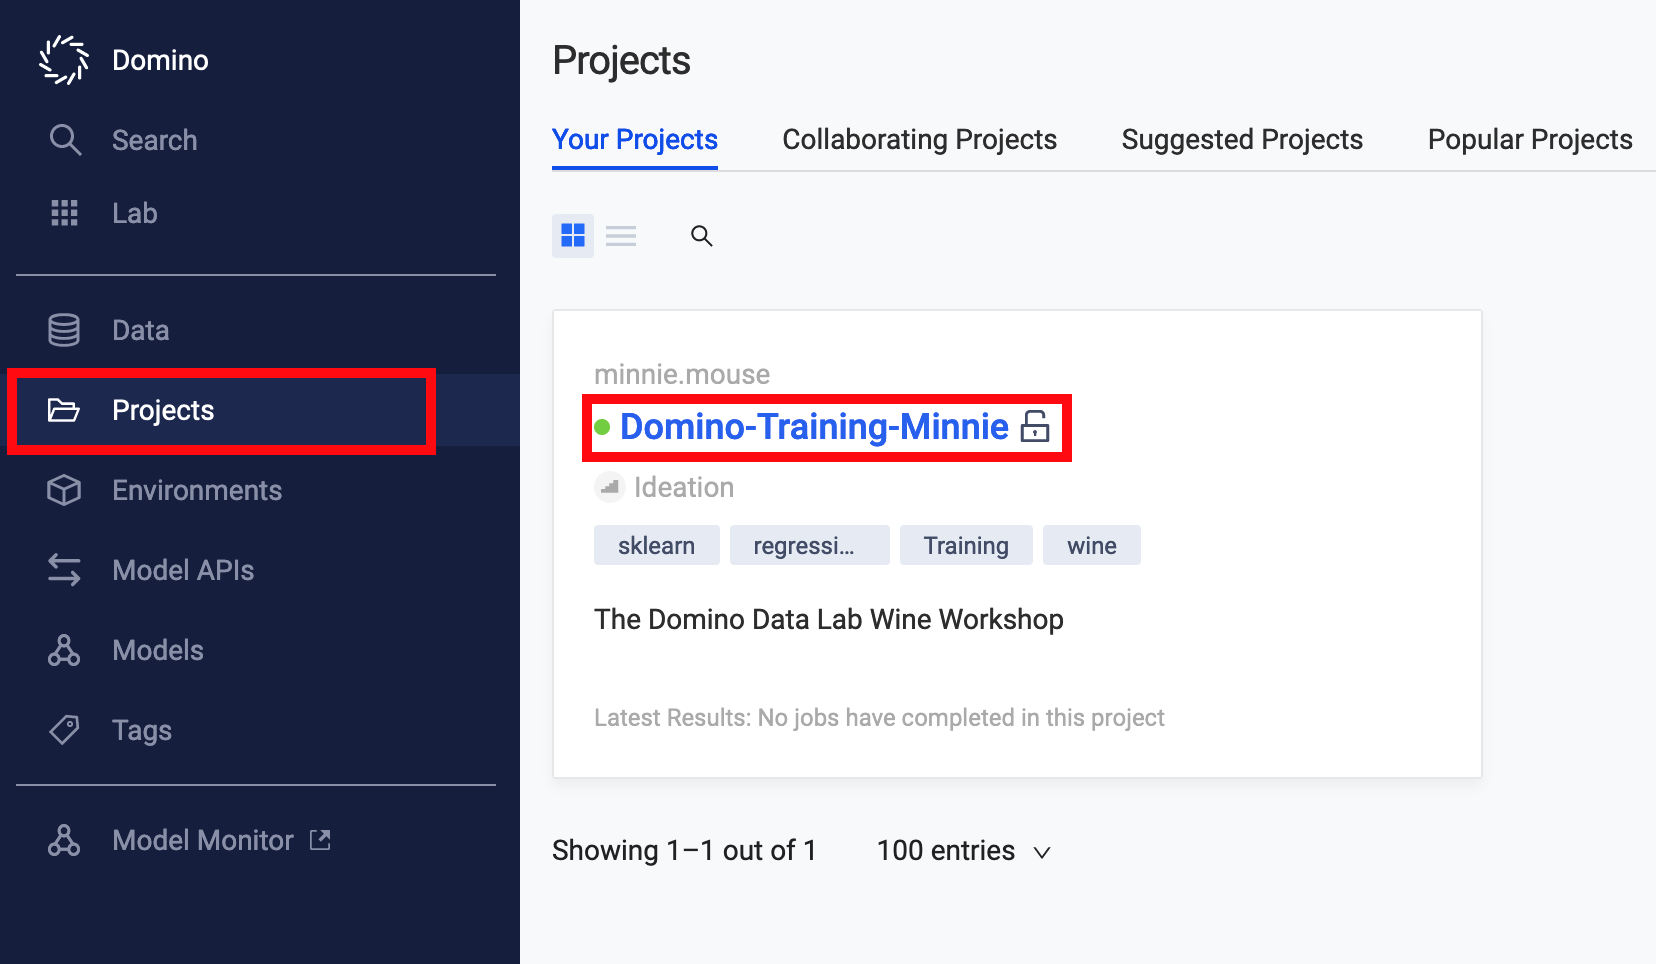 Domino
Search
Lab
Data
Projects
Environments
Model APIs
Models
Tags
Model Monitor
Projects
Your Projects Collaborating Projects Suggested Projects Popular Projects
minnie.mouse
Domino-Training-Minnie
Ideation
sklearn regressi... Training wine
The Domino Data Lab Wine Workshop
Latest Results: No jobs have completed in this project
Showing 1–1 out of 1 100 entries